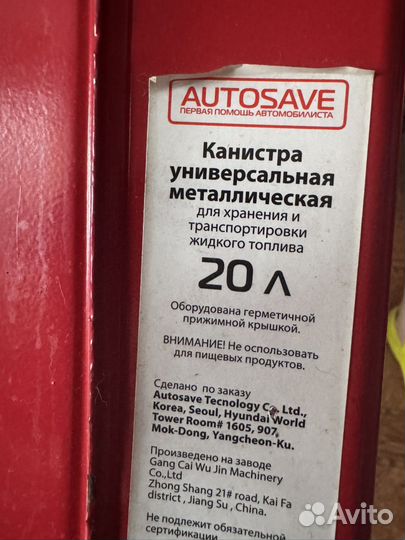 AUTOSAVE
ПЕРВАЯ ПОМОЩЬ АВТОМОБИЛИСТА
Канистра
универсальная
металлическая
для хранения и
транспортировки
жидкого топлива
20 л
Оборудована герметичной
прижимной крышкой.
ВНИМАНИЕ! Не использовать
для пищевых продуктов.
Сделано по заказу
Autosave Tecnology Co., Ltd.,
Korea, Seoul, Hyundai World
Tower Room# 1605, 907,
Mok-Dong, Yangcheon-Ku.
Произведено на заводе
Gang Cai Wu Jin Machinery
Co.,Ltd
Zhong Shang 21# road, Kai Fa
district , Jiang Su , China.
Не подлежит обязательной
сертификации
Avito